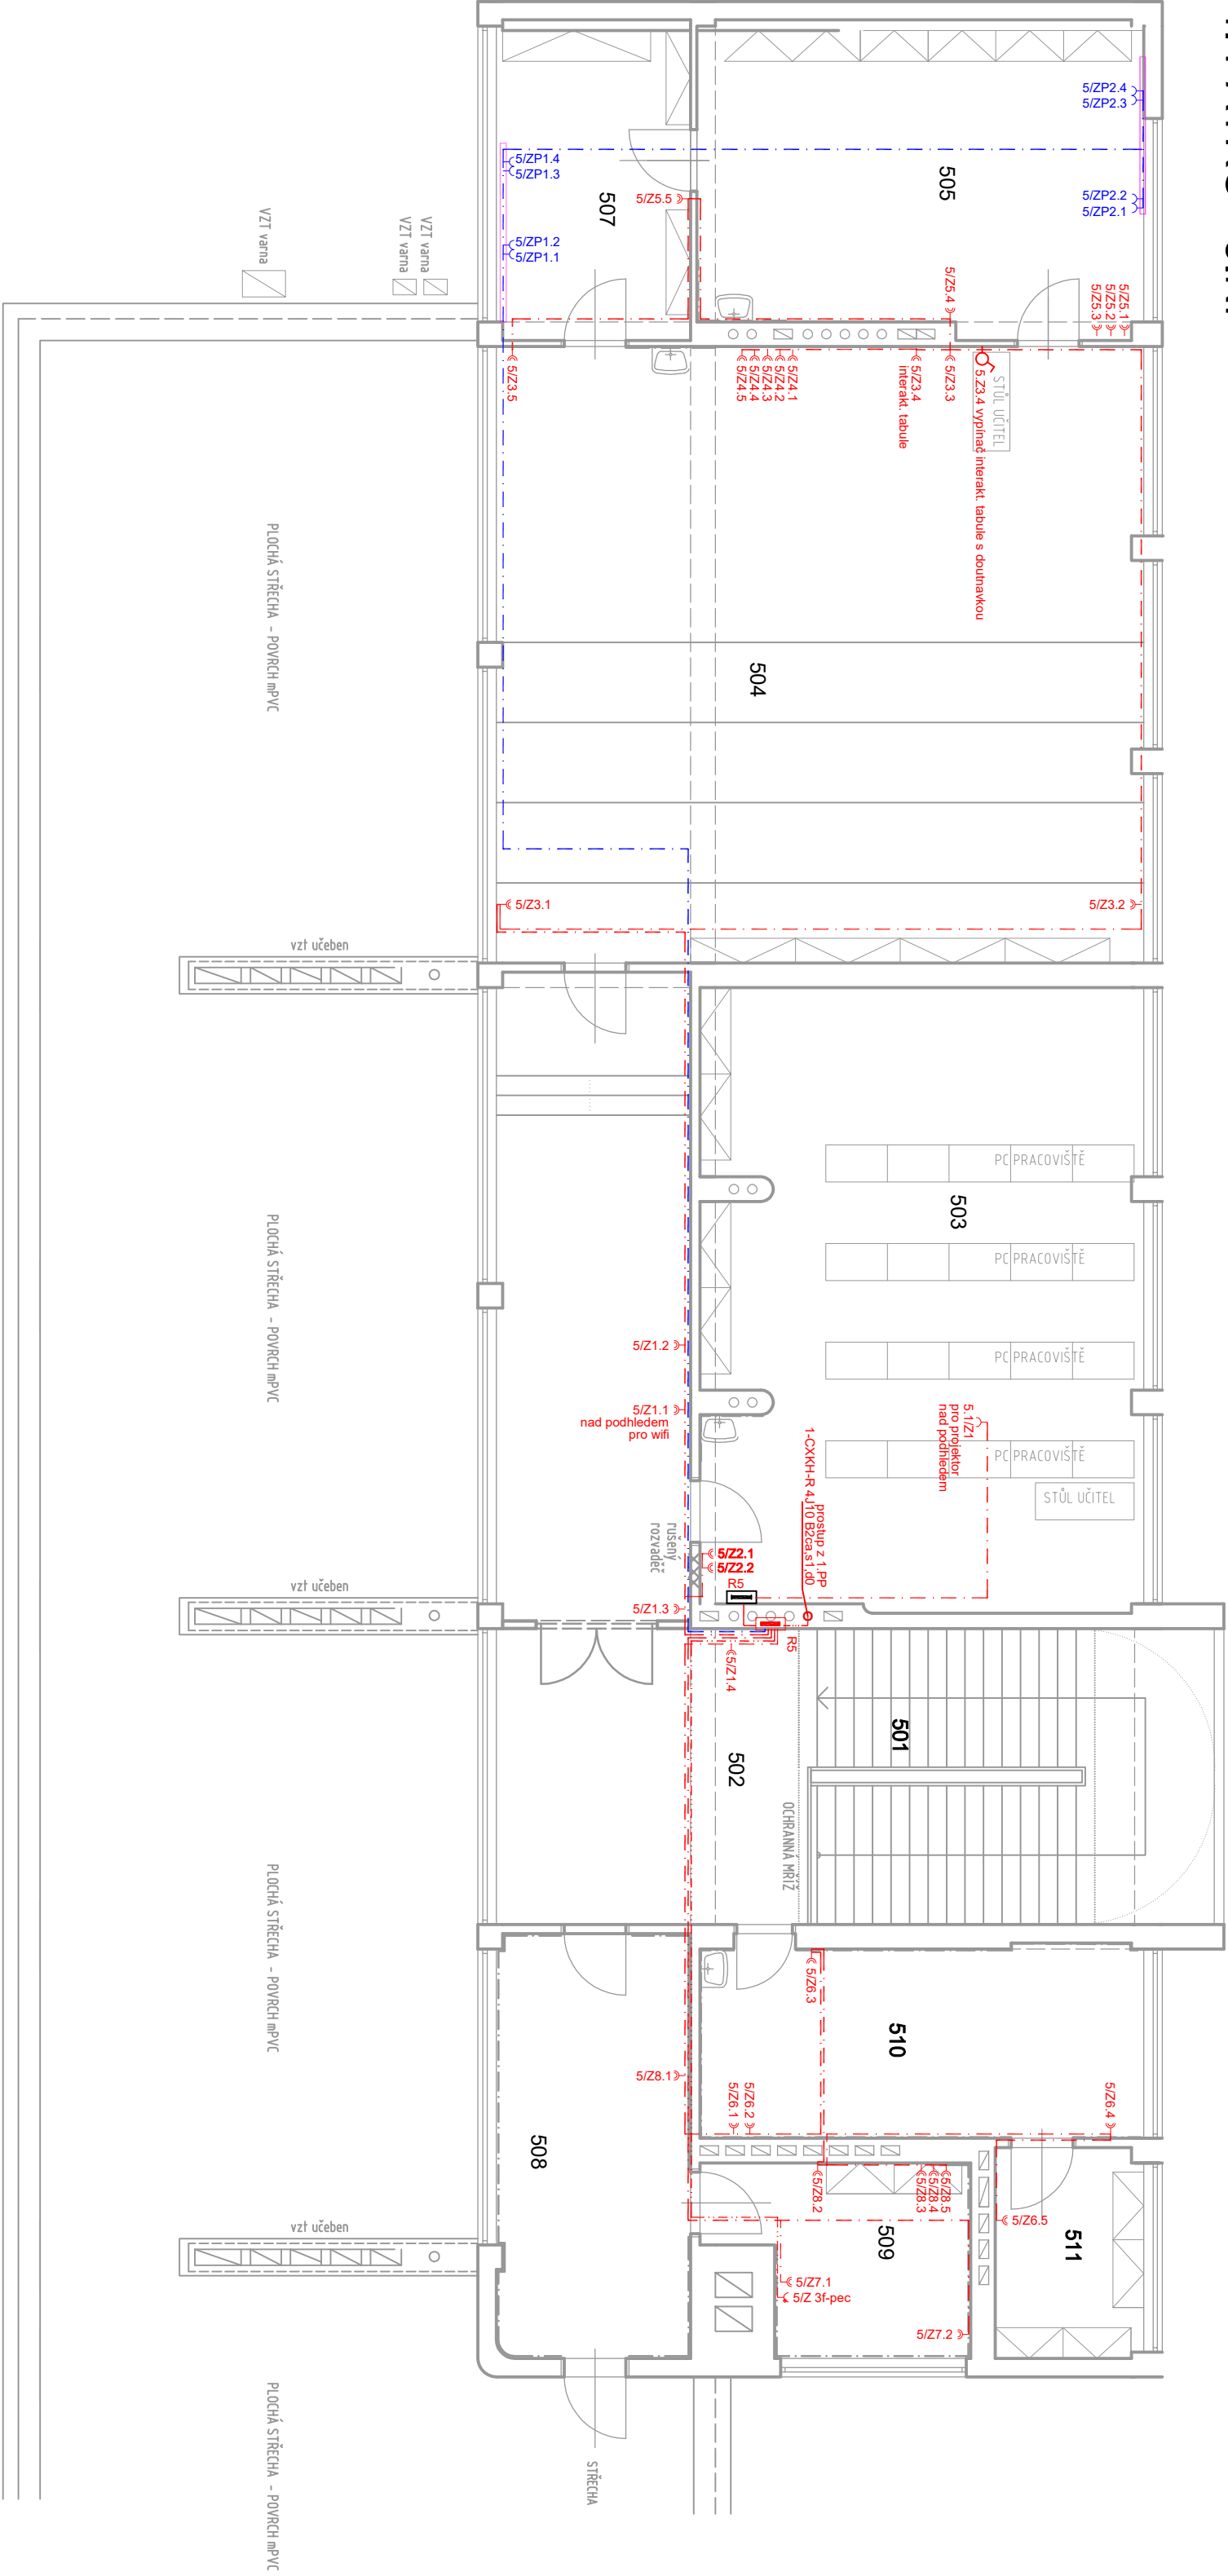 5/ZP2.4
5/ZP2.3
5/ZP2.2
5/ZP2.1
5/ZP1.4
5/ZP1.3
5/ZP1.2
5/ZP1.1
507
505
5/Z5.5
5/Z5.4
5/Z5.1
5/Z5.2
5/Z5.3
VZT varna
VZT varna
VZT varna
5/Z3.5
5/Z4.1
5/Z4.2
5/Z4.3
5/Z4.4
5/Z4.5
5/Z3.4
interakt. tabule
5/Z3.3
5.Z3.4 vypínač interakt. tabule s doutnavkou
STŮL UČITEL
PLOCHÁ STŘECHA - POVRCH mPVC
504
5/Z3.1
5/Z3.2
vzt učeben
PC PRACOVIŠTĚ
503
PC PRACOVIŠTĚ
PLOCHÁ STŘECHA - POVRCH mPVC
5/Z1.2
PC PRACOVIŠTĚ
5/Z1.1
nad podhledem
pro wifi
5.1/Z1
pro projektor
nad podhledem
PC PRACOVIŠTĚ
STŮL UČITEL
prostup z 1.PP
1-CXKH-R 4J10 B2ca,s1,d0
rušený
rozvaděč
5/Z2.1
5/Z2.2
R5
vzt učeben
5/Z1.3
R5
5/Z1.4
501
502
OCHRANNÁ MŘÍŽ
PLOCHÁ STŘECHA - POVRCH mPVC
5/Z6.3
510
5/Z8.1
5/Z6.1
5/Z6.2
5/Z6.4
508
5/Z8.2
5/Z8.3
5/Z8.4
5/Z8.5
5/Z6.5
509
511
vzt učeben
5/Z7.1
5/Z 3f-pec
5/Z7.2
PLOCHÁ STŘECHA - POVRCH mPVC
STŘECHA